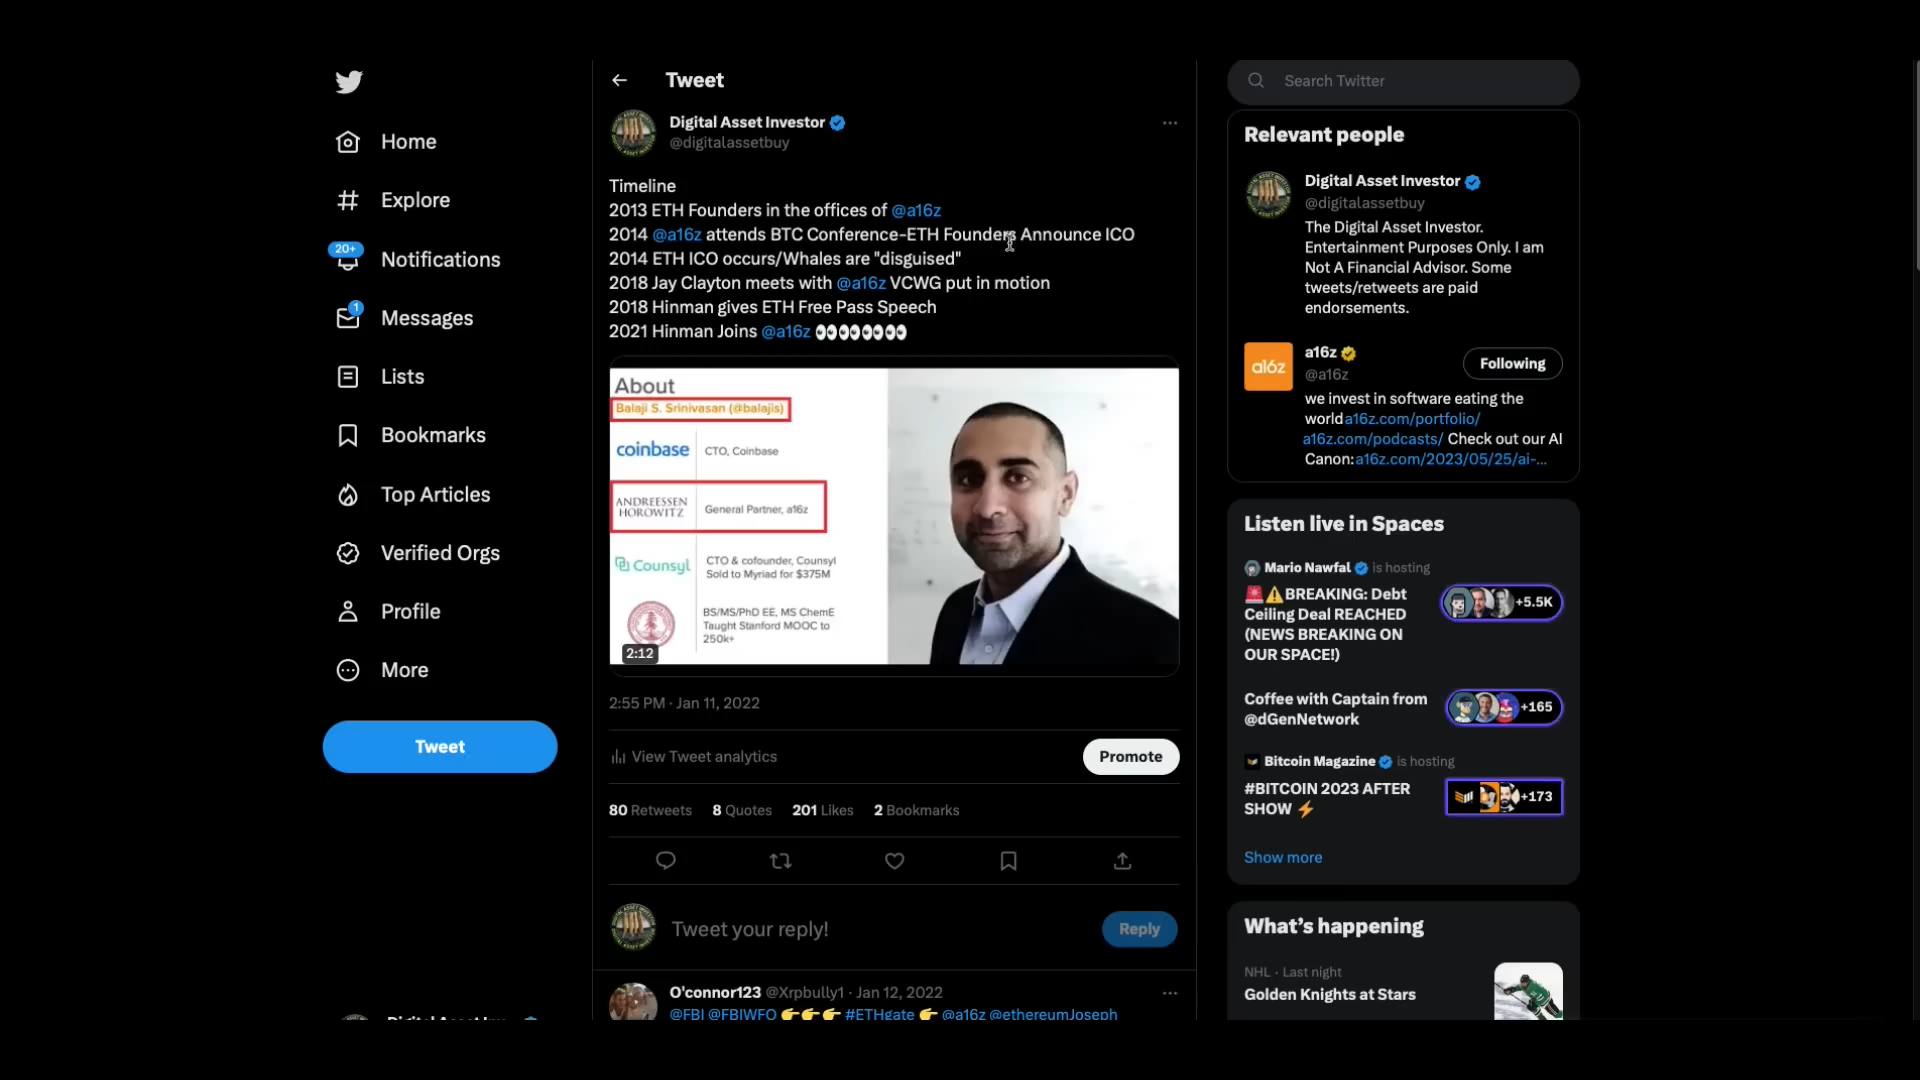 Home
Explore
20+
Notifications
1
Messages
Lists
Bookmarks
Top Articles
Verified Orgs
Profile
More
Tweet
Tweet
Digital Asset Investor
@digitalassetbuy
Timeline
2013 ETH Founders in the offices of @a16z
2014 @a16z attends BTC Conference-ETH Founders Announce ICO
2014 ETH ICO occurs/Whales are "disguised"
2018 Jay Clayton meets with @a16z VCWG put in motion
2018 Hinman gives ETH Free Pass Speech
2021 Hinman Joins @a16z 👀👀👀👀
About
Balaji S. Srinivasan (@balajis)
coinbase
CTO, Coinbase
ANDREESSEN
HOROWITZ
General Partner, a16z
Counsyl
CTO & cofounder, Counsyl
Sold to Myriad for $375M
BS/MS/PhD EE, MS ChemE
Taught Stanford MOOC to
250k+
2:12
2:55 PM · Jan 11, 2022
View Tweet analytics
Promote
80 Retweets 8 Quotes 201 Likes 2 Bookmarks
Tweet your reply!
Reply
O'connor123 @Xrpbully1 · Jan 12, 2022
@FBI @FBIWFO 👉👉👉 #ETHgate 👉 @a16z @ethereumJoseph
Search Twitter
Relevant people
Digital Asset Investor
@digitalassetbuy
The Digital Asset Investor.
Entertainment Purposes Only. I am
Not A Financial Advisor. Some
tweets/retweets are paid
endorsements.
a16z
a16z
@a16z
Following
we invest in software eating the
worlda16z.com/portfolio/
a16z.com/podcasts/ Check out our AI
Canon:a16z.com/2023/05/25/ai-...
Listen live in Spaces
Mario Nawfal is hosting
🚨⚠️BREAKING: Debt
Ceiling Deal REACHED
(NEWS BREAKING ON
OUR SPACE!)
+5.5K
Coffee with Captain from
@dGenNetwork
+165
Bitcoin Magazine is hosting
#BITCOIN 2023 AFTER
SHOW ⚡
+173
Show more
What's happening
NHL · Last night
Golden Knights at Stars